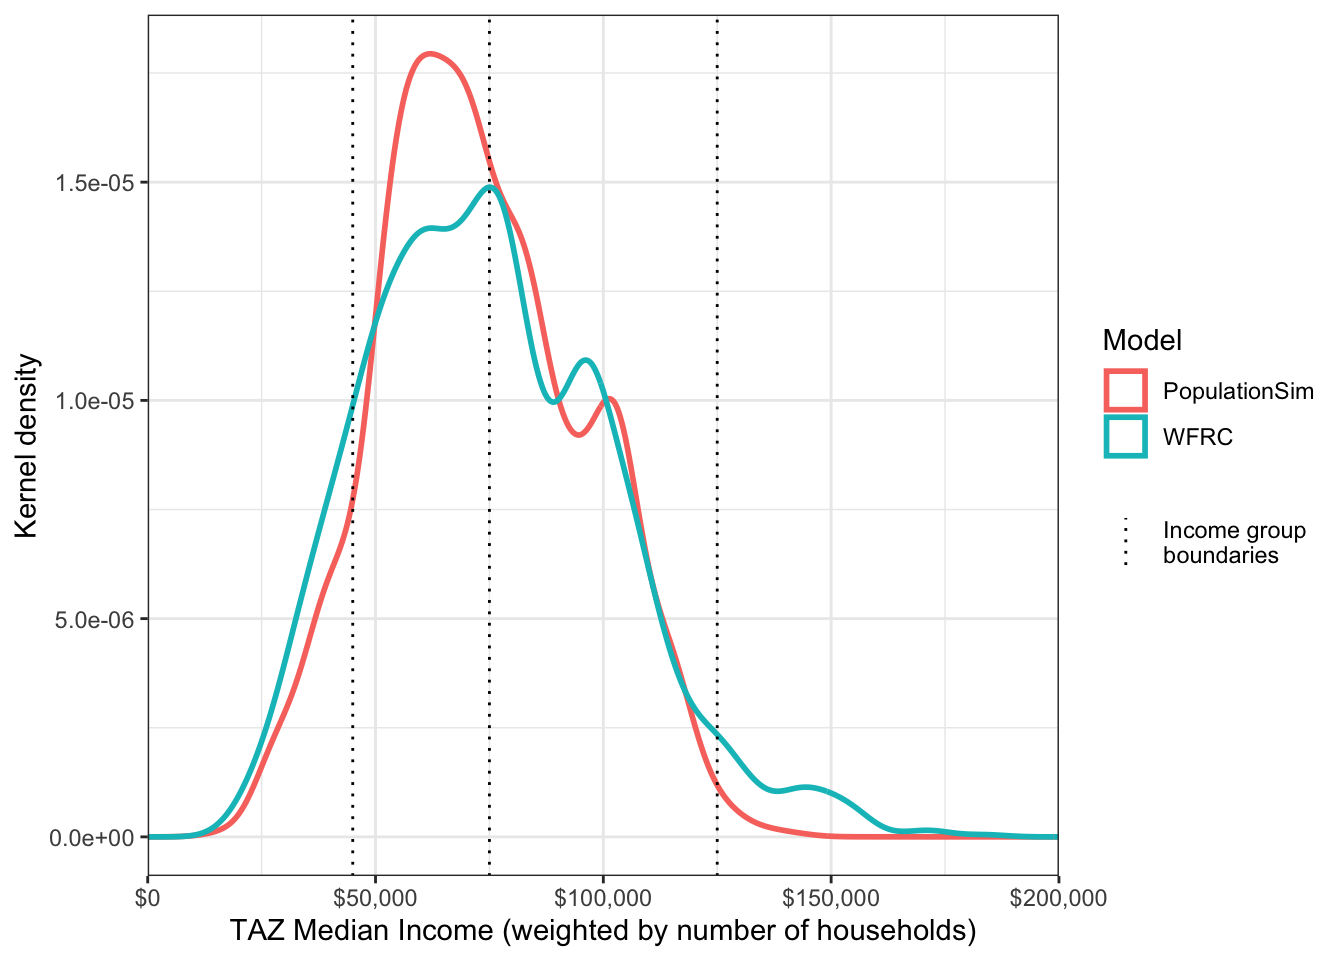 Kernel density
1.5e-05
1.0e-05
5.0e-06
0.0e+00
$0
$50,000
$100,000
$150,000
$200,000
TAZ Median Income (weighted by number of households)
Model
PopulationSim
WFRC
Income group
boundaries